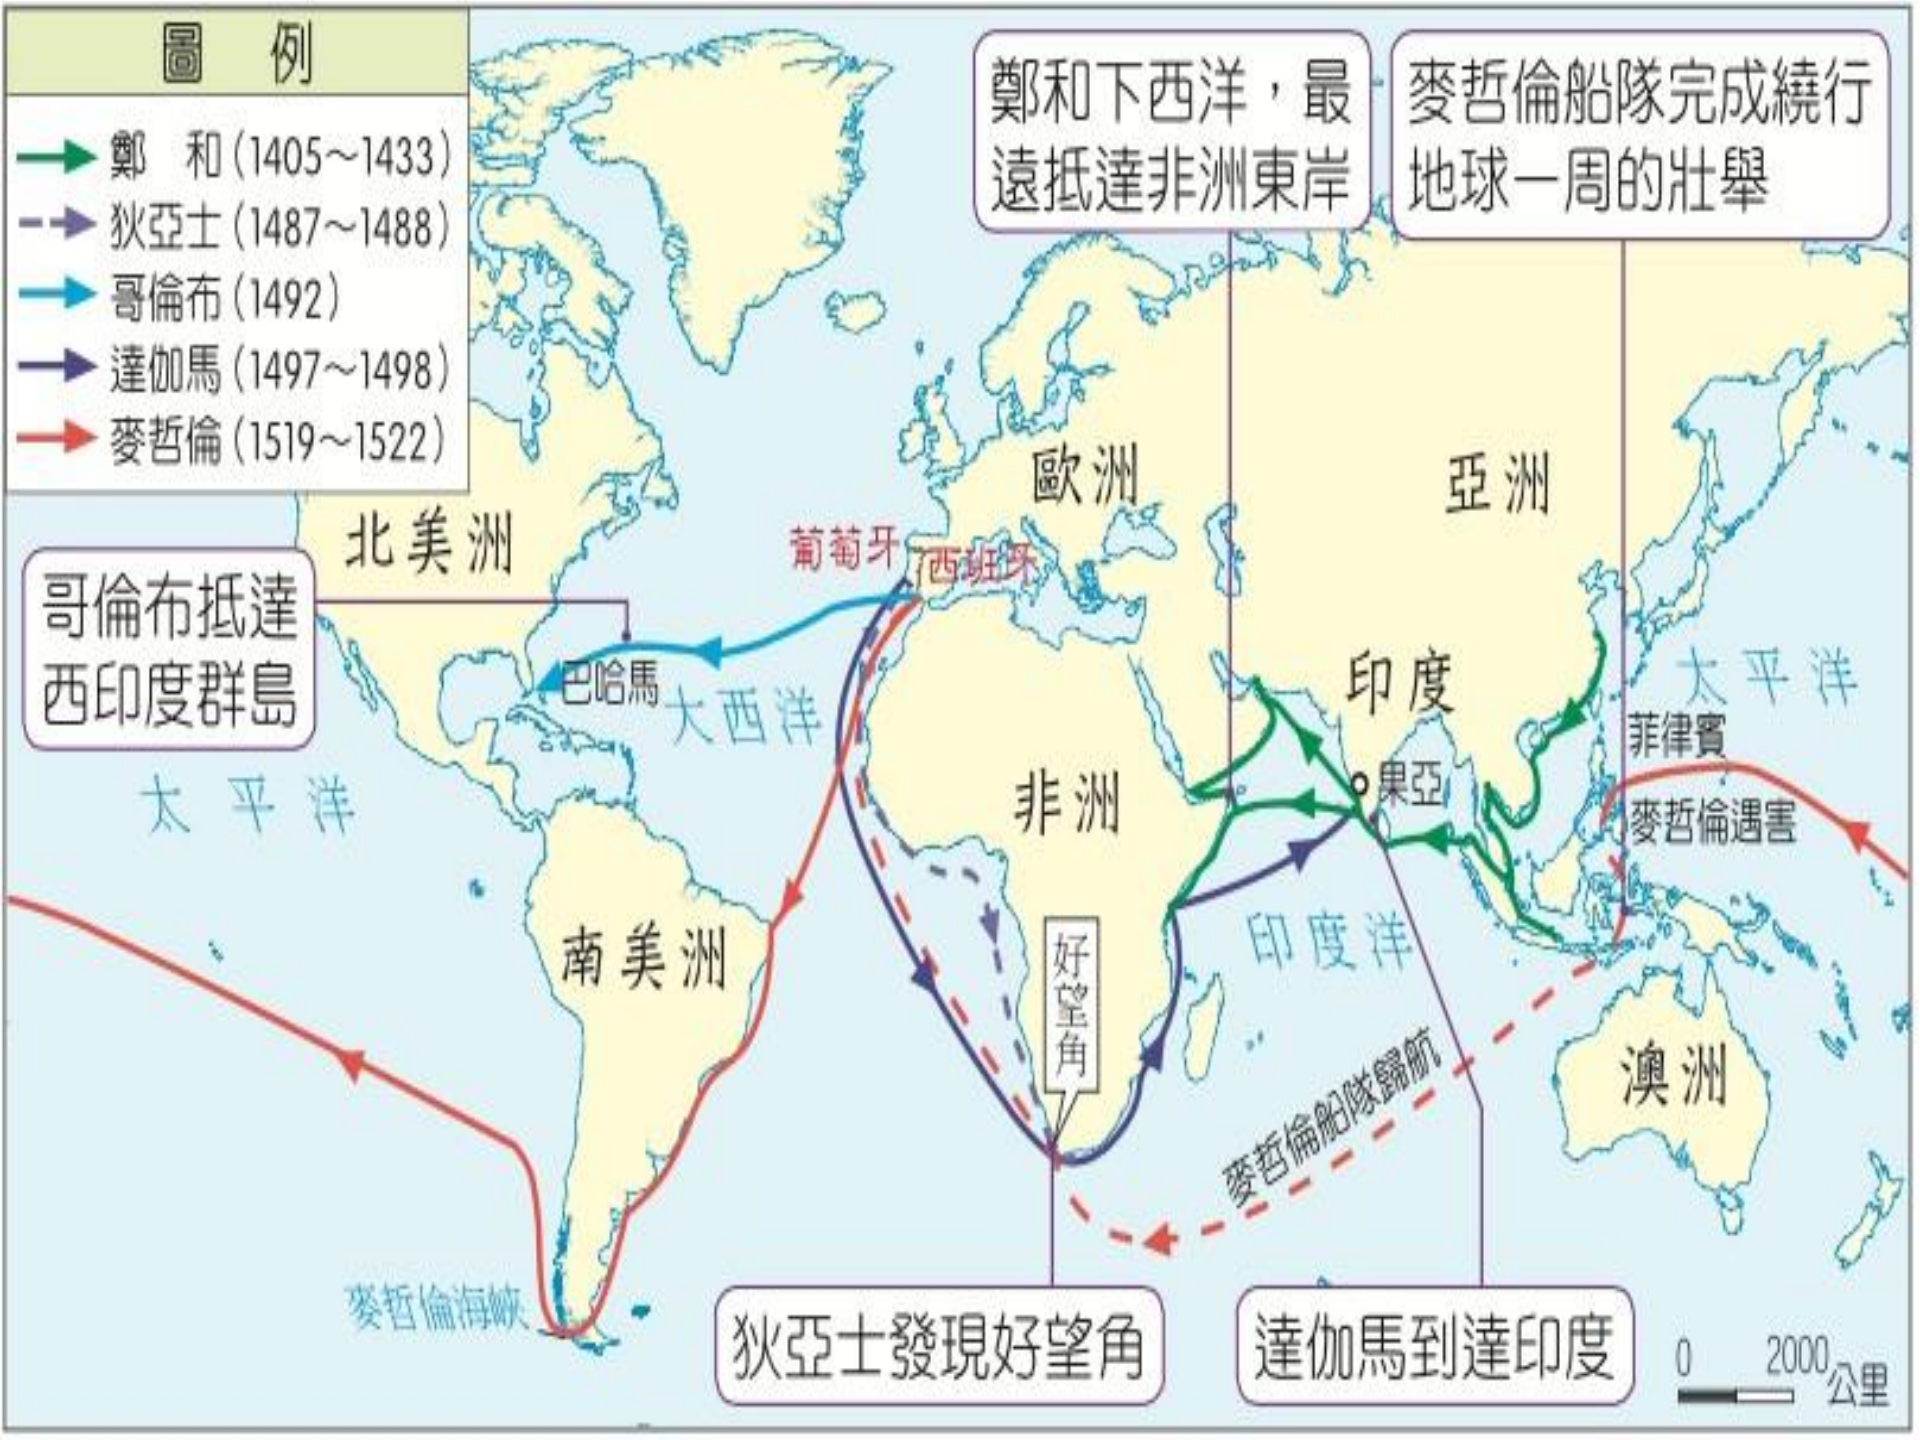 圖 例
鄭 和 (1405～1433)
狄亞士 (1487～1488)
哥倫布 (1492)
達伽馬 (1497～1498)
麥哲倫 (1519～1522)
鄭和下西洋，最
遠抵達非洲東岸
麥哲倫船隊完成繞行
地球一周的壯舉
歐洲
亞洲
北美洲
葡萄牙
西班牙
哥倫布抵達
西印度群島
巴哈馬
大西洋
印度
太平洋
菲律賓
太平洋
非洲
果亞
麥哲倫遇害
南美洲
好望角
印度洋
澳洲
麥哲倫船隊歸航
麥哲倫海峽
狄亞士發現好望角
達伽馬到達印度
0 2000公里